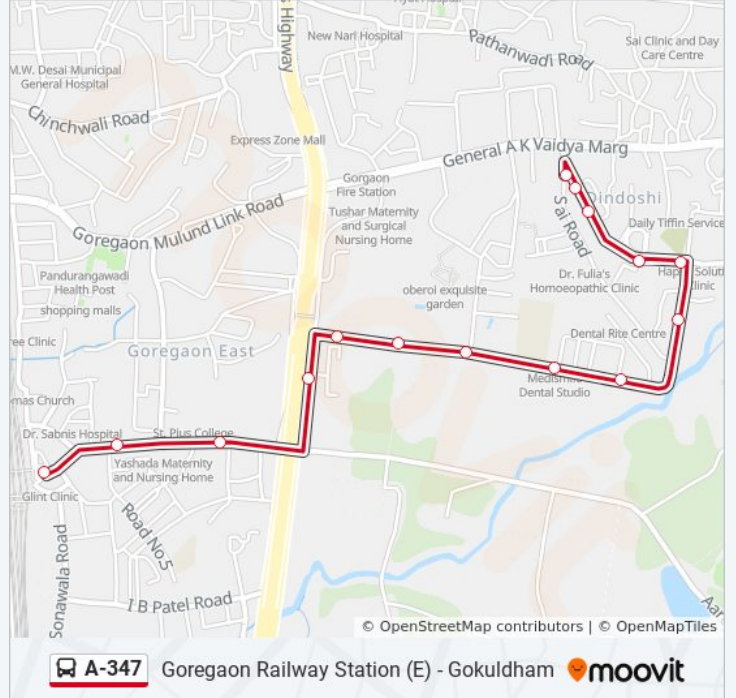 s Highway
New Nari Hospital
Pathanwadi Road
Sai Clinic and Day
Care Centre
M.W. Desai Municipal
General Hospital
Chinchwali Road
Express Zone Mall
General A K Vaidya Marg
Gorgaon
Fire Station
Goregaon Mulund Link Road
Tushar Maternity
and Surgical
Nursing Home
Dindoshi
Sai Road
Daily Tiffin Service
Pandurangawadi
Health Post
shopping malls
oberoi exquisite
garden
Dr. Fulia's
Homoeopathic Clinic
ree Clinic
Goregaon East
Dental Rite Centre
Dental Studio
mas Church
Dr. Sabnis Hospital
St. Pius College
Yashada Maternity
and Nursing Home
Glint Clinic
Road No.5
Sonawala Road
I B Patel Road
Aar
© OpenStreetMap contributors | © OpenMapTiles
A-347
Goregaon Railway Station (E) - Gokuldham
moovit